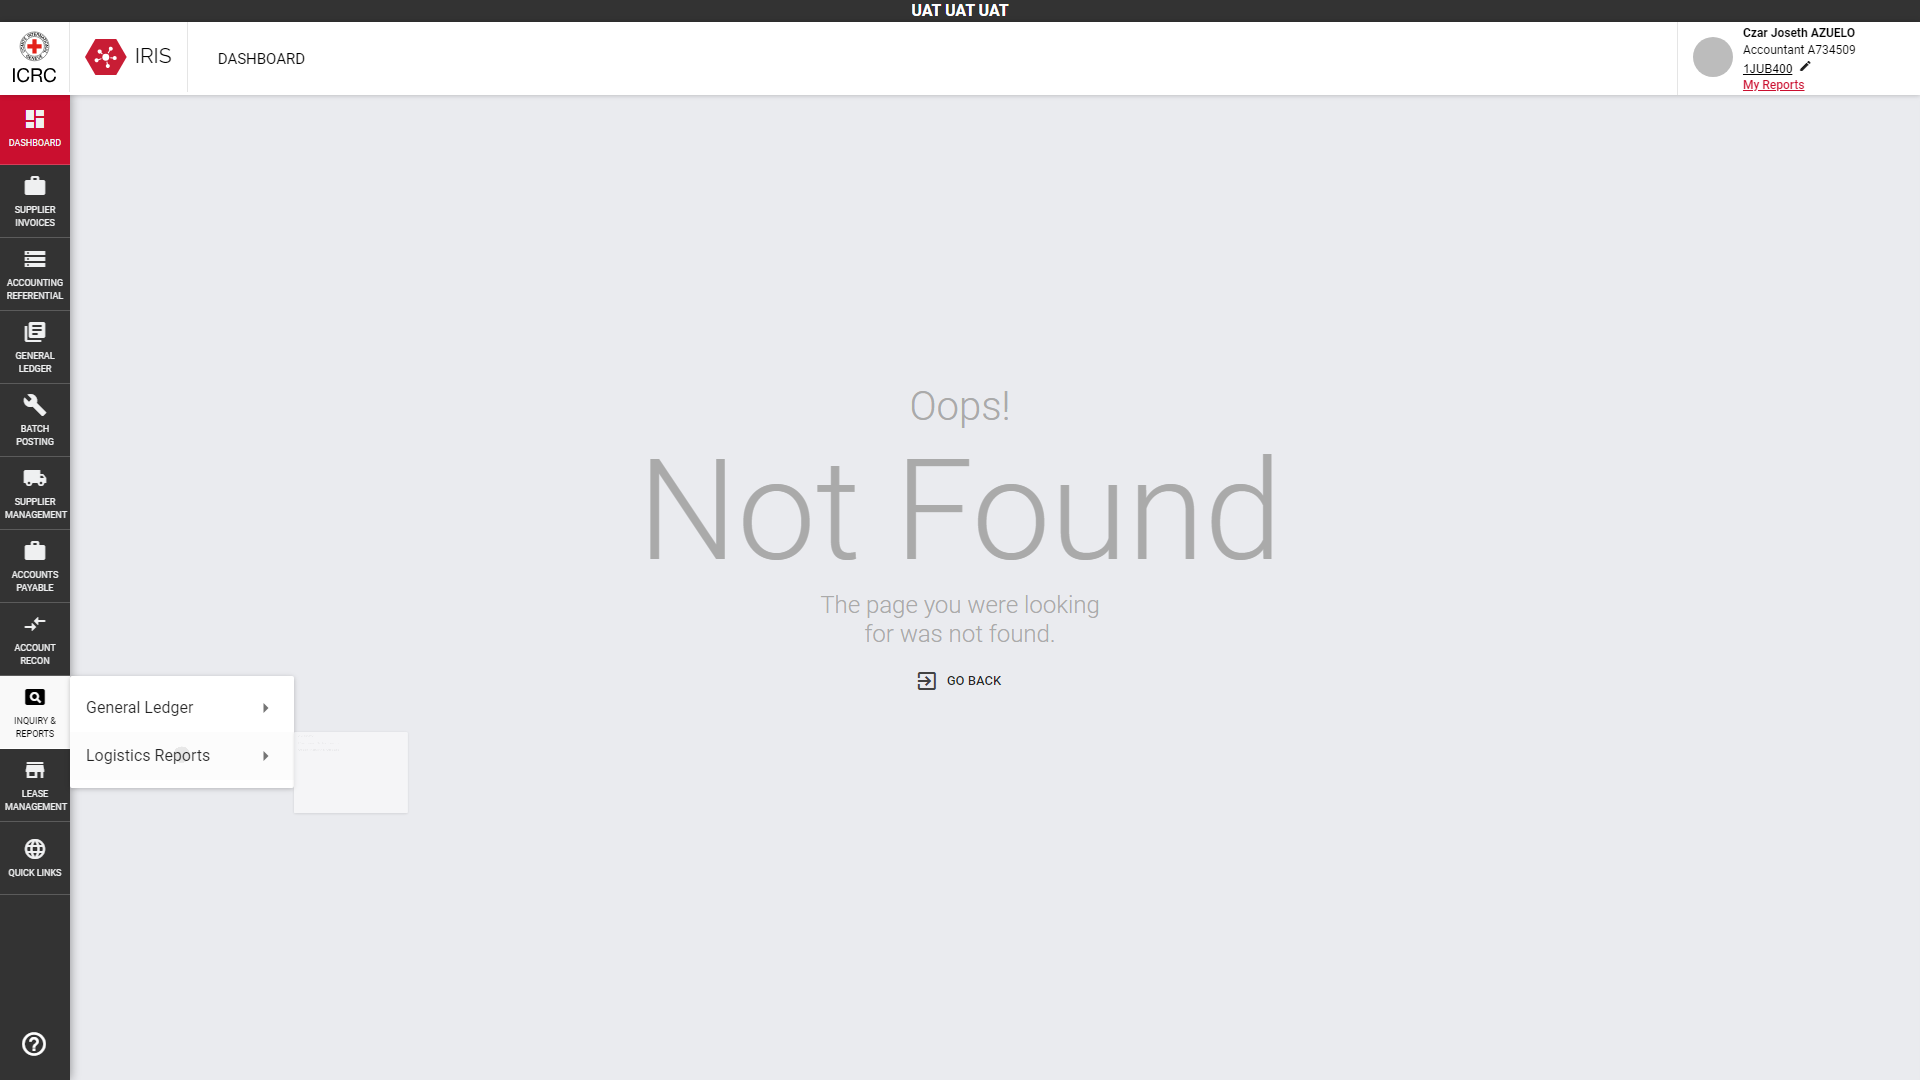 UAT UAT UAT
ICRC
IRIS
DASHBOARD
Czar Joseth AZUELO
Accountant A734509
1JUB400
My Reports
DASHBOARD
SUPPLIER
INVOICES
ACCOUNTING
REFERENTIAL
GENERAL
LEDGER
BATCH
POSTING
SUPPLIER
MANAGEMENT
ACCOUNTS
PAYABLE
ACCOUNT
RECON
INQUIRY &
REPORTS
LEASE
MANAGEMENT
QUICK LINKS
General Ledger
Logistics Reports
Oops!
Not Found
The page you were looking
for was not found.
GO BACK